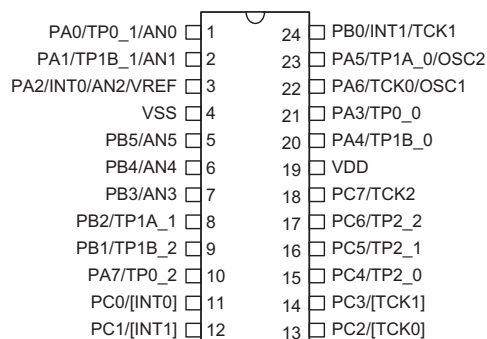 PA0/TP0_1/AN0 1 24 PB0/INT1/TCK1
PA1/TP1B_1/AN1 2 23 PA5/TP1A_0/OSC2
PA2/INT0/AN2/VREF 3 22 PA6/TCK0/OSC1
VSS 4 21 PA3/TP0_0
PB5/AN5 5 20 PA4/TP1B_0
PB4/AN4 6 19 VDD
PB3/AN3 7 18 PC7/TCK2
PB2/TP1A_1 8 17 PC6/TP2_2
PB1/TP1B_2 9 16 PC5/TP2_1
PA7/TP0_2 10 15 PC4/TP2_0
PC0/[INT0] 11 14 PC3/[TCK1]
PC1/[INT1] 12 13 PC2/[TCK0]